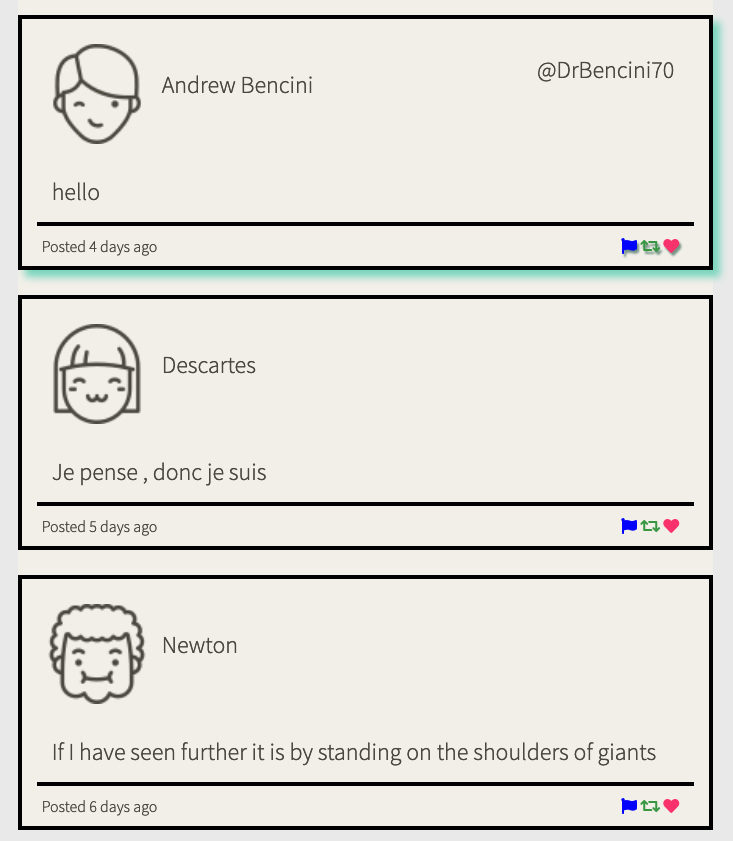 Andrew Bencini
@DrBencini70
hello
Posted 4 days ago
Descartes
Je pense , donc je suis
Posted 5 days ago
Newton
If I have seen further it is by standing on the shoulders of giants
Posted 6 days ago